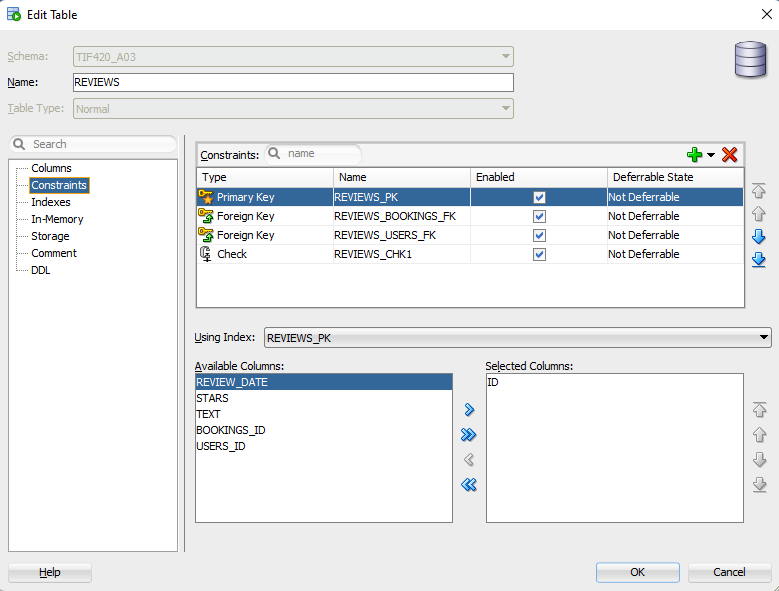 Edit Table
Schema: TIF420_A03
Name: REVIEWS
Table Type: Normal
Search
Columns
Constraints
Indexes
In-Memory
Storage
Comment
DDL
Constraints: name
Type Name Enabled Deferrable State
Primary Key REVIEWS_PK Not Deferrable
Foreign Key REVIEWS_BOOKINGS_FK Not Deferrable
Foreign Key REVIEWS_USERS_FK Not Deferrable
Check REVIEWS_CHK1 Not Deferrable
Using Index: REVIEWS_PK
Available Columns:
REVIEW_DATE
STARS
TEXT
BOOKINGS_ID
USERS_ID
Selected Columns:
ID
Help OK Cancel